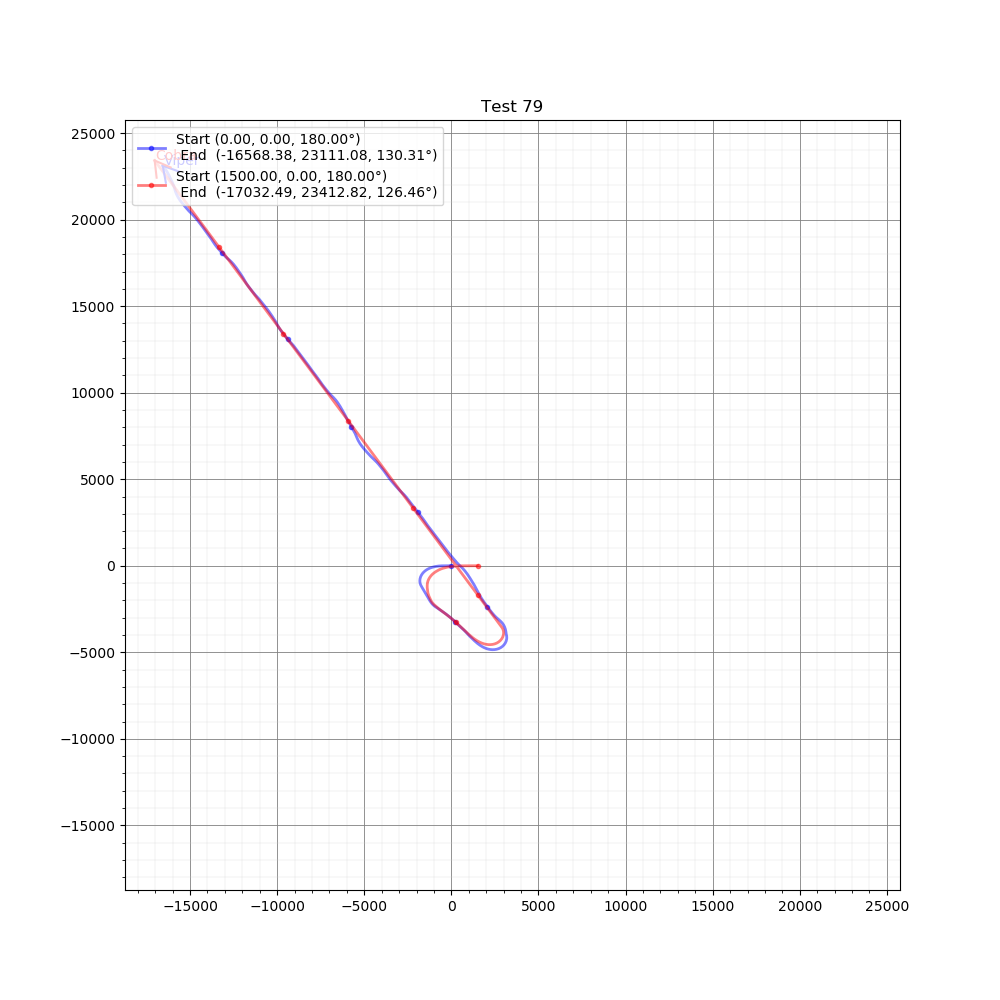 Test 79
Start (0.00, 0.00, 180.00°)
End (-16568.38, 23111.08, 130.31°)
Start (1500.00, 0.00, 180.00°)
End (-17032.49, 23412.82, 126.46°)
25000
20000
15000
10000
5000
0
−5000
−10000
−15000
−15000 −10000 −5000 0 5000 10000 15000 20000 25000